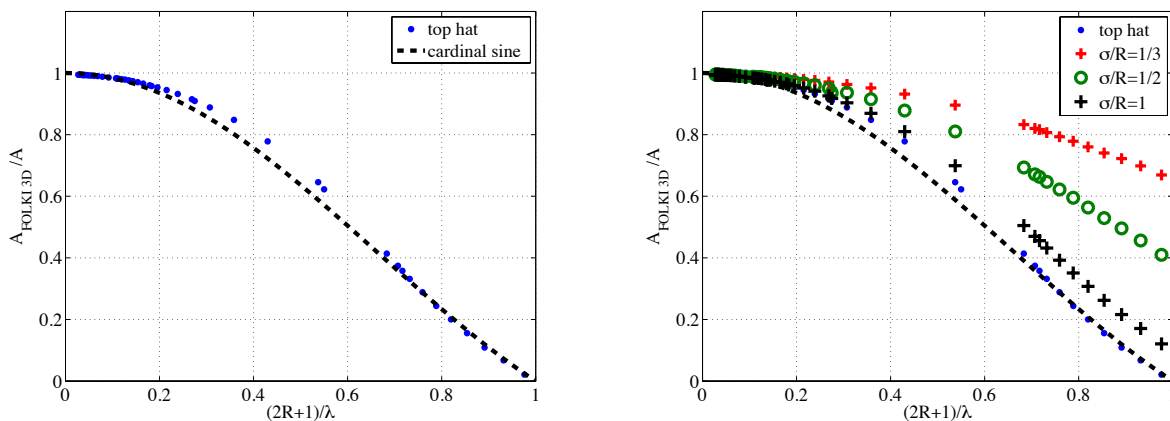 top hat
cardinal sine
1
0.8
0.6
0.4
0.2
0
A_FOLKI 3D/A
0 0.2 0.4 0.6 0.8 1
(2R+1)/λ
top hat
σ/R=1/3
σ/R=1/2
σ/R=1
1
0.8
0.6
0.4
0.2
0
A_FOLKI 3D/A
0 0.2 0.4 0.6 0.8
(2R+1)/λ